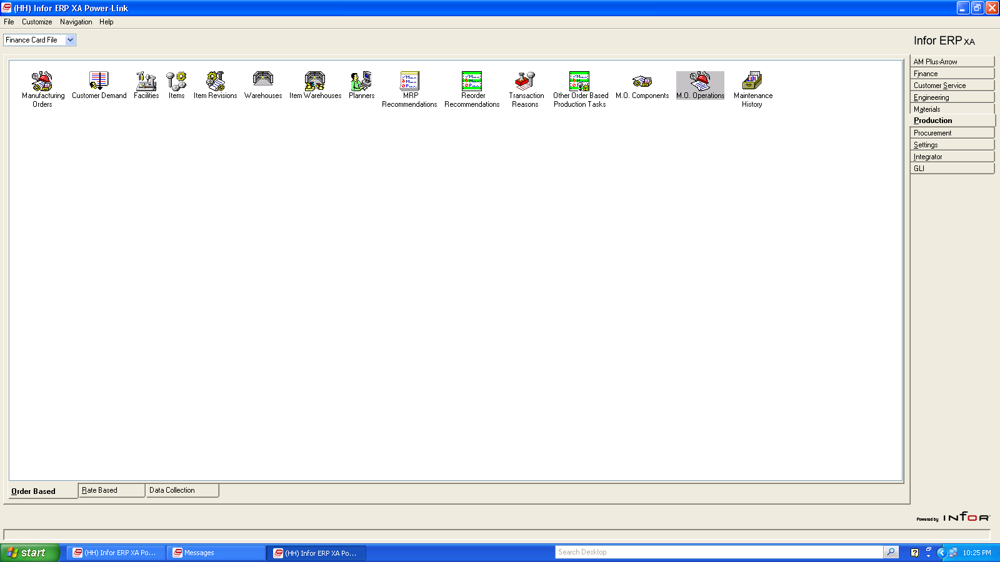 (HH) Infor ERP XA Power-Link
File Customize Navigation Help
Finance Card File
Infor ERP XA
Manufacturing Orders
Customer Demand
Facilities
Items
Item Revisions
Warehouses
Item Warehouses
Planners
MRP Recommendations
Reorder Recommendations
Transaction Reasons
Other Order Based Production Tasks
M.O. Components
M.O. Operations
Maintenance History
AM Plus-Arrow
Finance
Customer Service
Engineering
Materials
Production
Procurement
Settings
Integrator
GLI
Order Based
Rate Based
Data Collection
Powered by infor
start
(HH) Infor ERP XA Po...
Messages
(HH) Infor ERP XA Po...
Search Desktop
10:25 PM